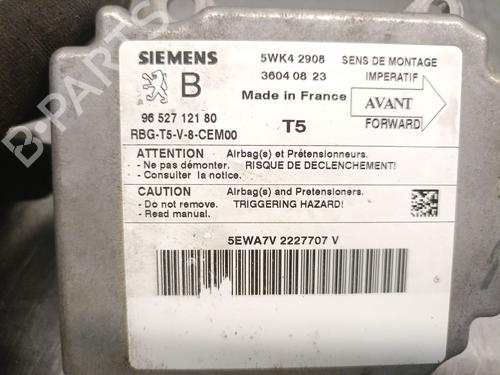 SIEMENS
5WK4 2908
SENS DE MONTAGE
B
3604 08 23
IMPERATIF
Made in France
AVANT
96 527 121 80
RBG-T5-V-8-CEM00
T5
FORWARD
ATTENTION Airbag(s) et Prétensionneurs.
- Ne pas démonter. RISQUE DE DECLENCHEMENT!
- Consulter la notice.
CAUTION Airbag(s) and Pretensioners.
- Do not remove. TRIGGERING HAZARD!
- Read manual.
5EWA7V 2227707 V